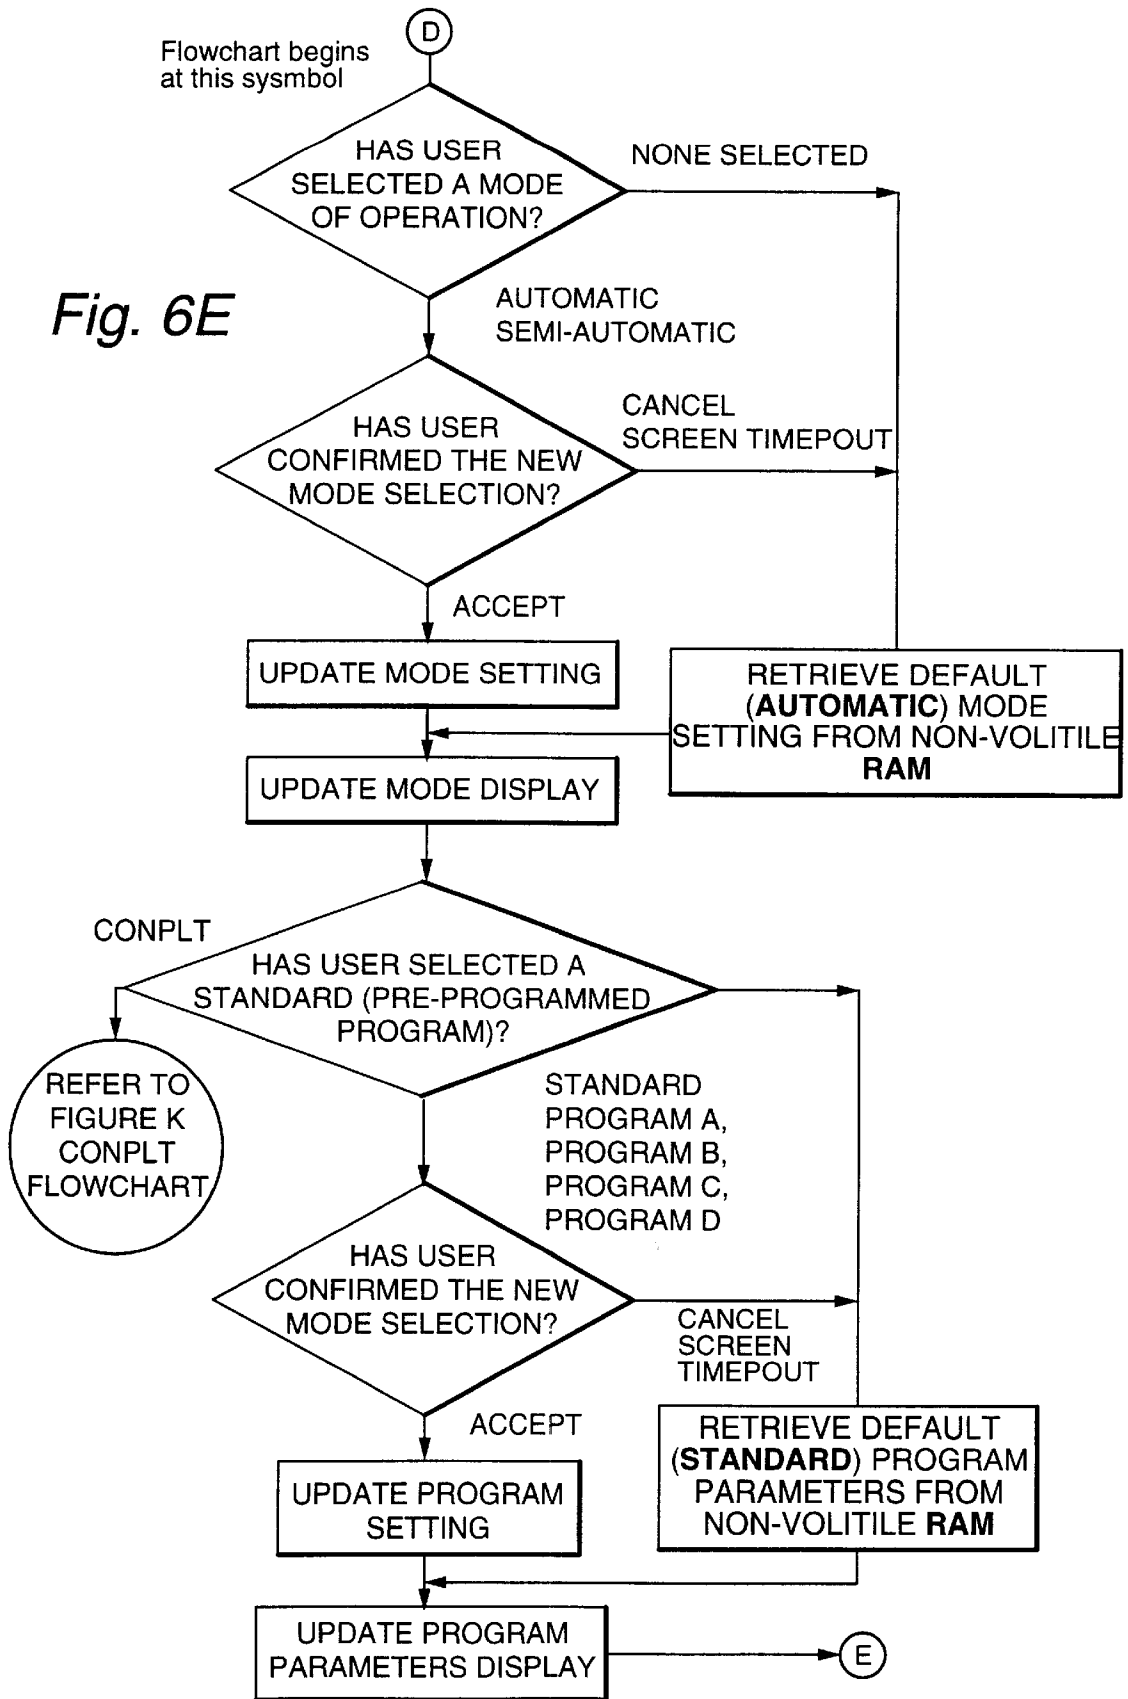 D
Flowchart begins
at this sysmbol
HAS USER
SELECTED A MODE
OF OPERATION?
NONE SELECTED
Fig. 6E
AUTOMATIC
SEMI-AUTOMATIC
HAS USER
CONFIRMED THE NEW
MODE SELECTION?
CANCEL
SCREEN TIMEPOUT
ACCEPT
UPDATE MODE SETTING
RETRIEVE DEFAULT
(AUTOMATIC) MODE
SETTING FROM NON-VOLITILE
RAM
UPDATE MODE DISPLAY
CONPLT
HAS USER SELECTED A
STANDARD (PRE-PROGRAMMED
PROGRAM)?
REFER TO
FIGURE K
CONPLT
FLOWCHART
STANDARD
PROGRAM A,
PROGRAM B,
PROGRAM C,
PROGRAM D
HAS USER
CONFIRMED THE NEW
MODE SELECTION?
CANCEL
SCREEN
TIMEPOUT
ACCEPT
RETRIEVE DEFAULT
(STANDARD) PROGRAM
PARAMETERS FROM
NON-VOLITILE RAM
UPDATE PROGRAM
SETTING
UPDATE PROGRAM
PARAMETERS DISPLAY
E